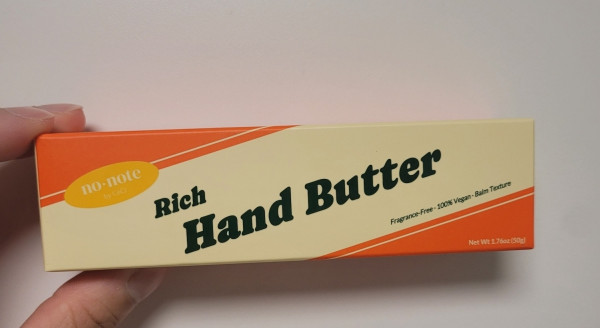 no·note
Rich
Hand Butter
Fragrance-Free · 100% Vegan · Balm Texture
Net Wt 1.76oz (50g)